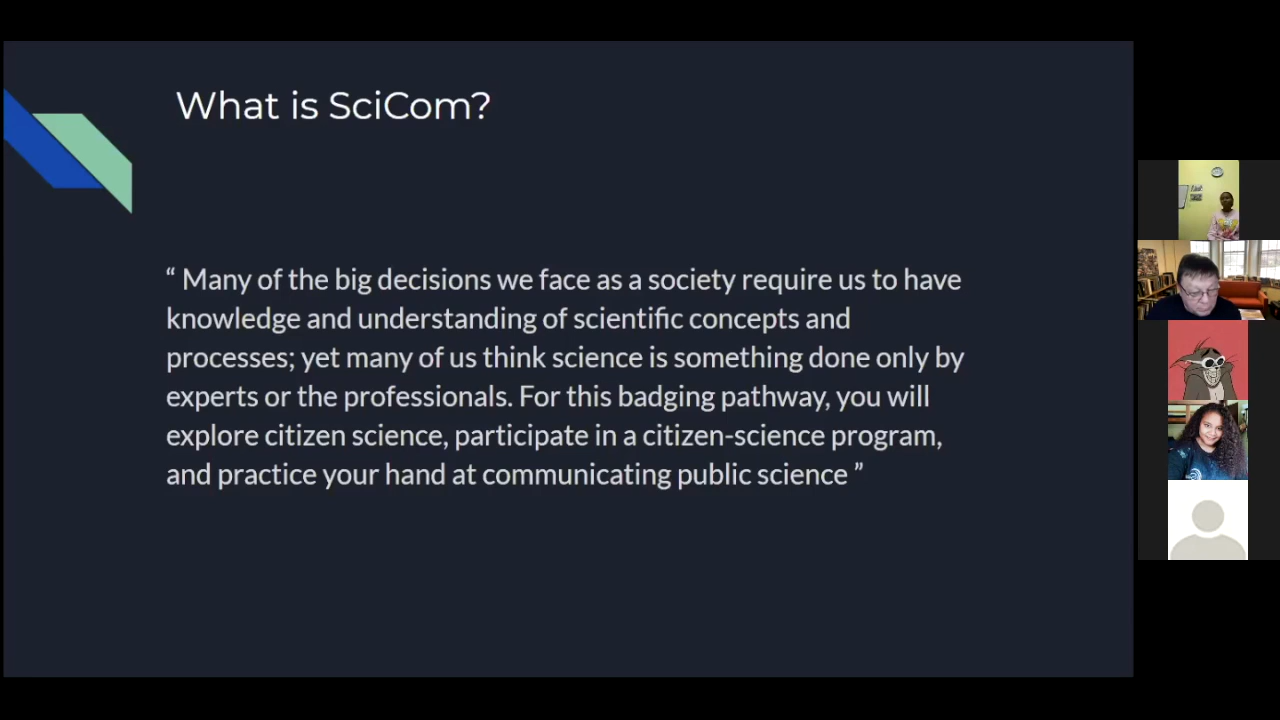 What is SciCom?
“ Many of the big decisions we face as a society require us to have
knowledge and understanding of scientific concepts and
processes; yet many of us think science is something done only by
experts or the professionals. For this badging pathway, you will
explore citizen science, participate in a citizen-science program,
and practice your hand at communicating public science ”